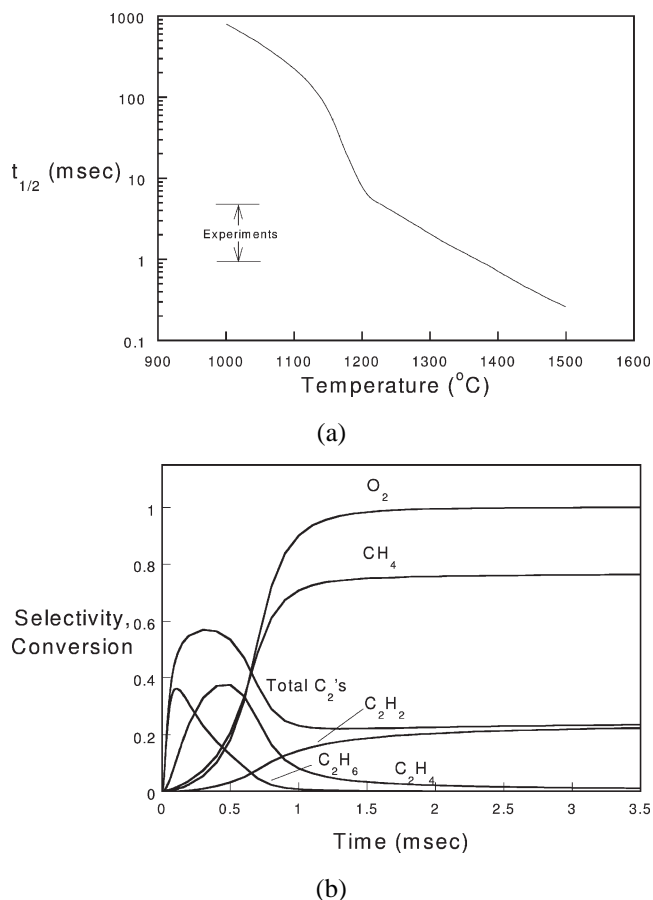 1000
100
10
1
0.1
t1/2 (msec)
Experiments
900 1000 1100 1200 1300 1400 1500 1600
Temperature (oC)
(a)
O2
1
CH4
0.8
0.6
Selectivity,
Conversion
0.4
Total C2's
C2H2
0.2
C2H6
C2H4
0
0 0.5 1 1.5 2 2.5 3 3.5
Time (msec)
(b)